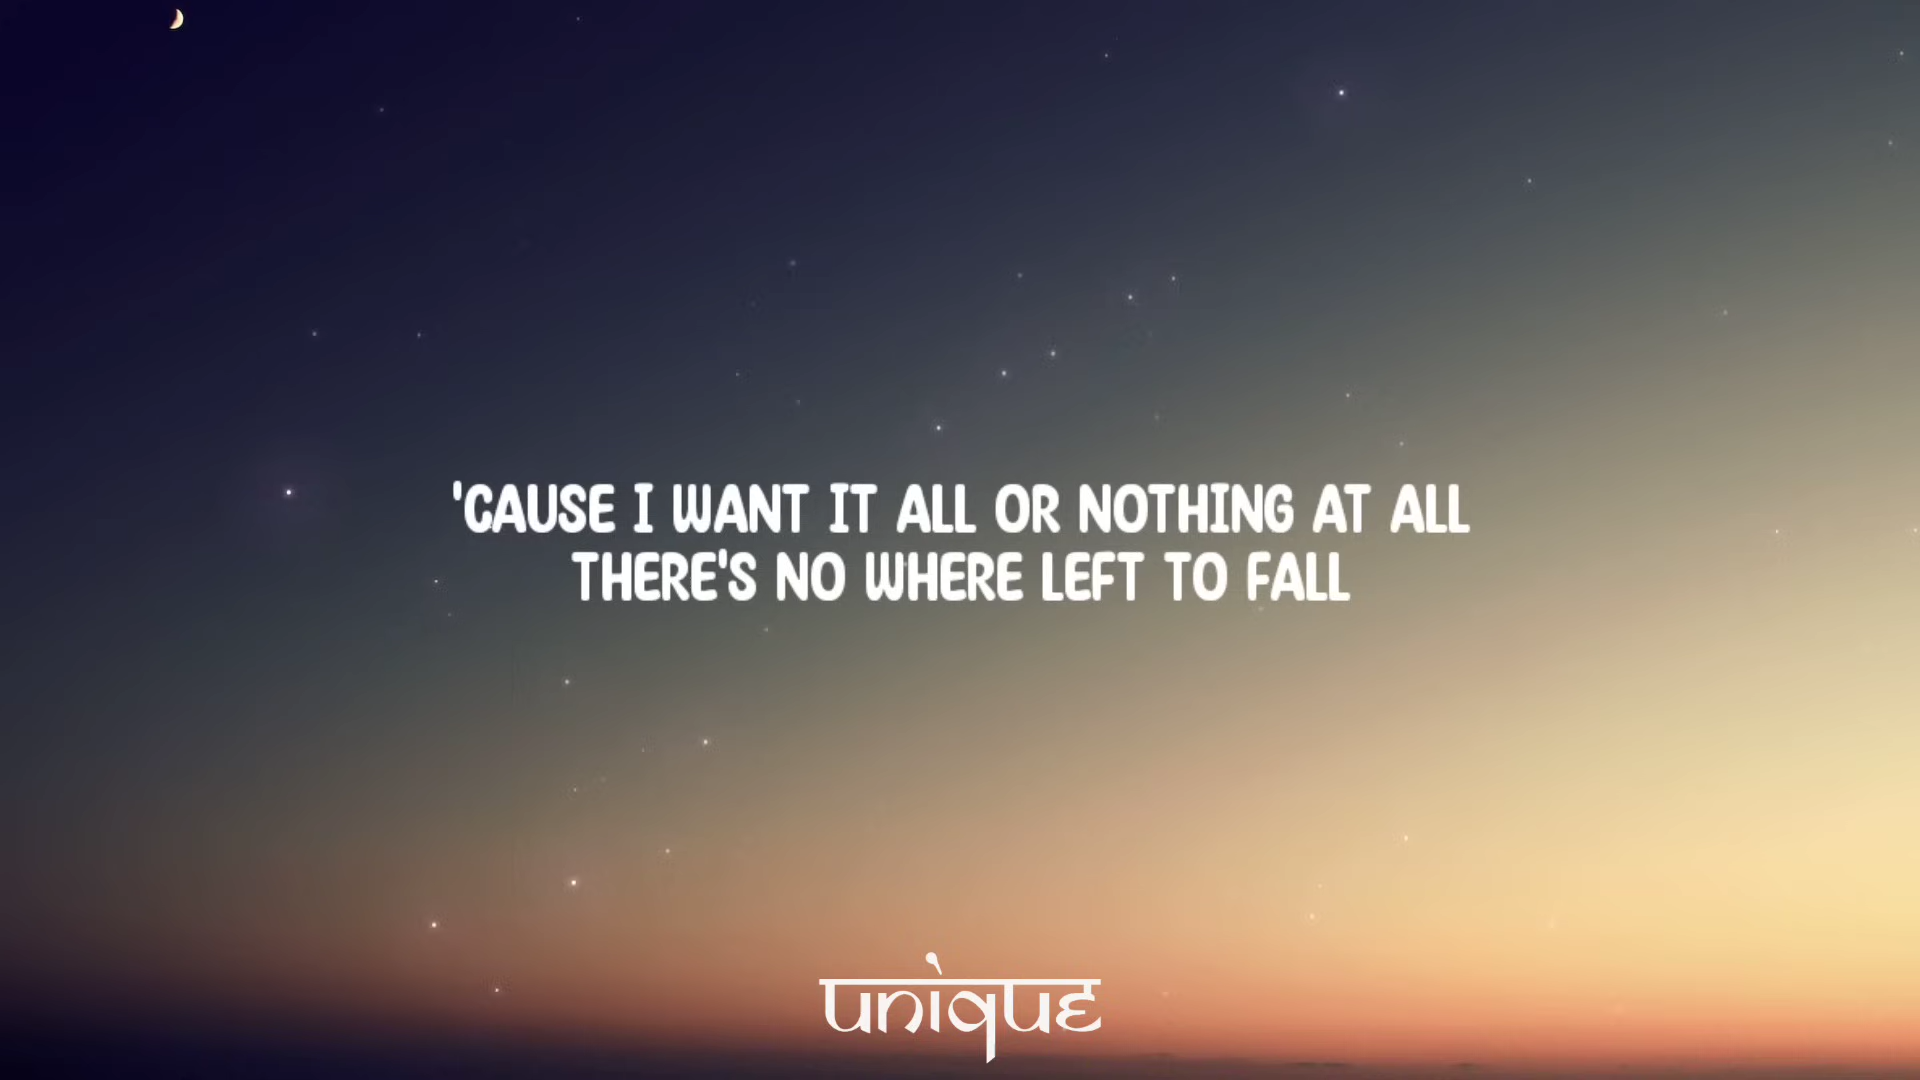 'CAUSE I WANT IT ALL OR NOTHING AT ALL
THERE'S NO WHERE LEFT TO FALL
unique